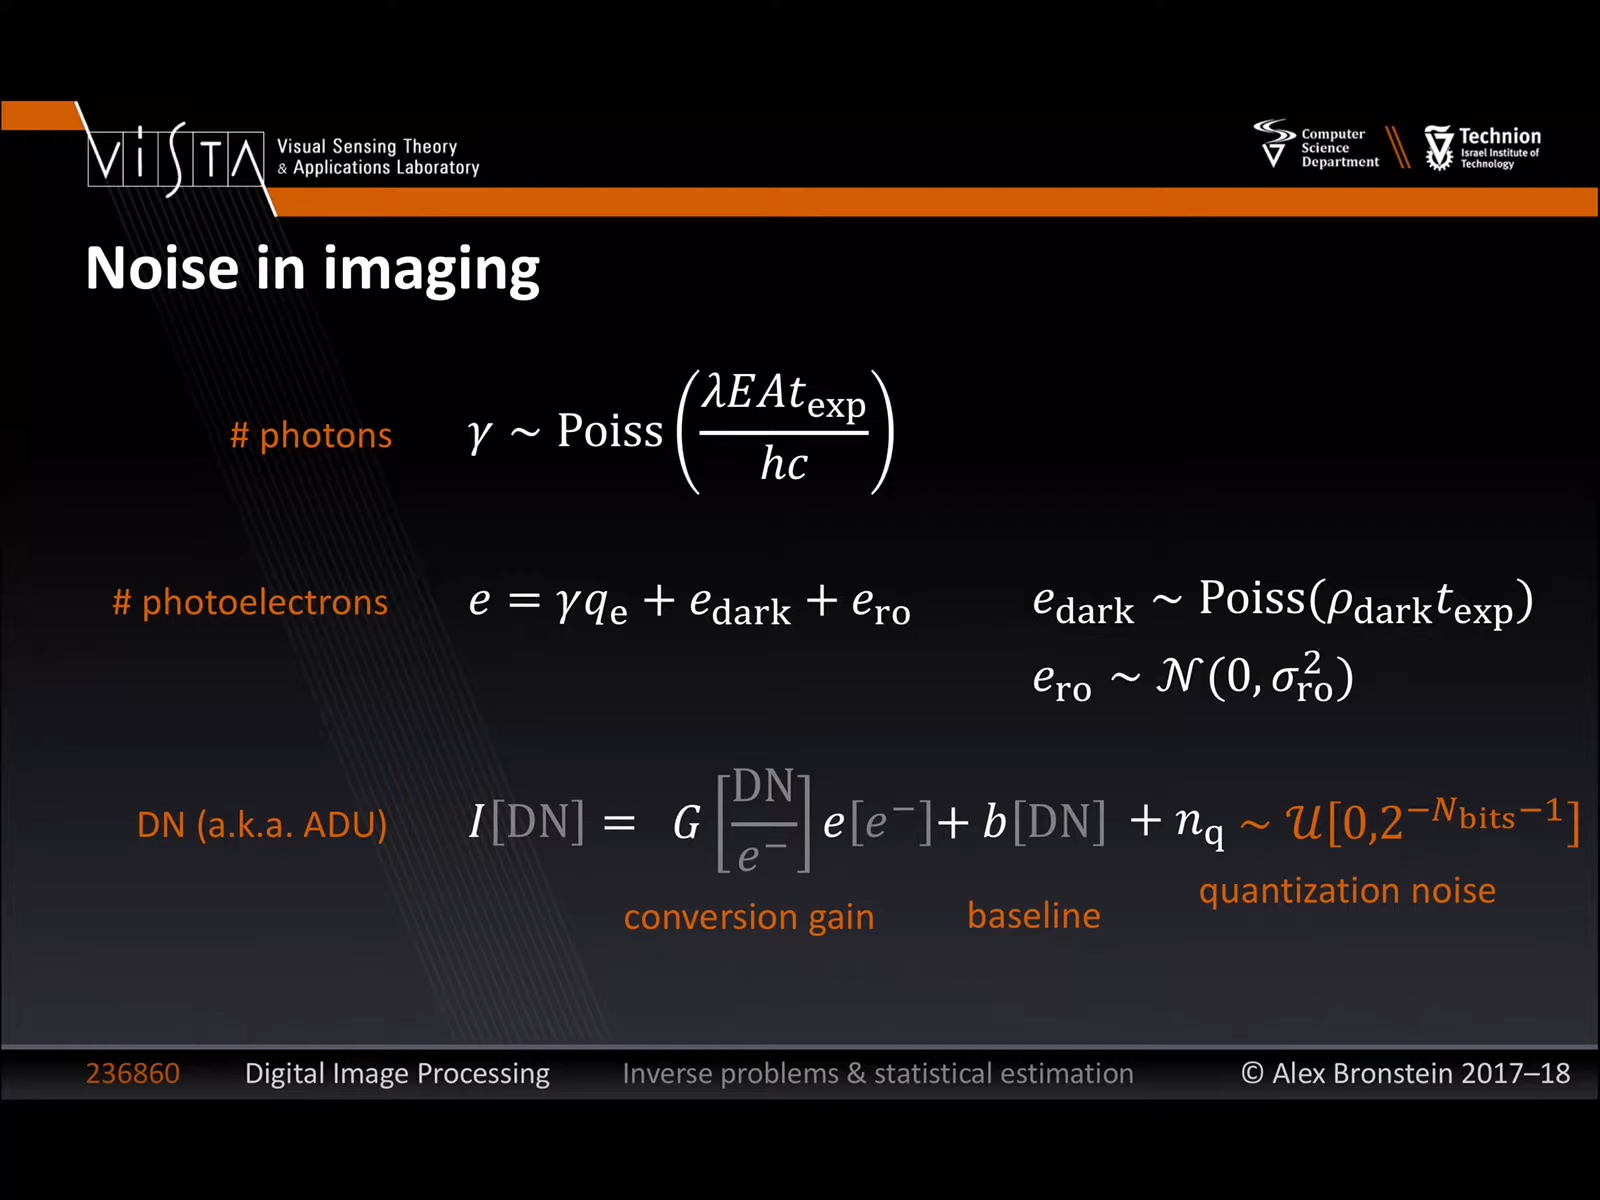 ViSTA Visual Sensing Theory
& Applications Laboratory
Computer
Science
Department
Technion
Israel Institute of
Technology
Noise in imaging
# photons γ ~ Poiss(λEAt_exp / hc)
# photoelectrons e = γq_e + e_dark + e_ro e_dark ~ Poiss(ρ_dark t_exp)
e_ro ~ 𝒩(0, σ_ro^2)
DN (a.k.a. ADU) I[DN] = G [DN / e^−] e[e^−] + b[DN] + n_q ~ 𝒰[0,2^{−N_bits−1}]
conversion gain baseline quantization noise
236860 Digital Image Processing Inverse problems & statistical estimation © Alex Bronstein 2017–18